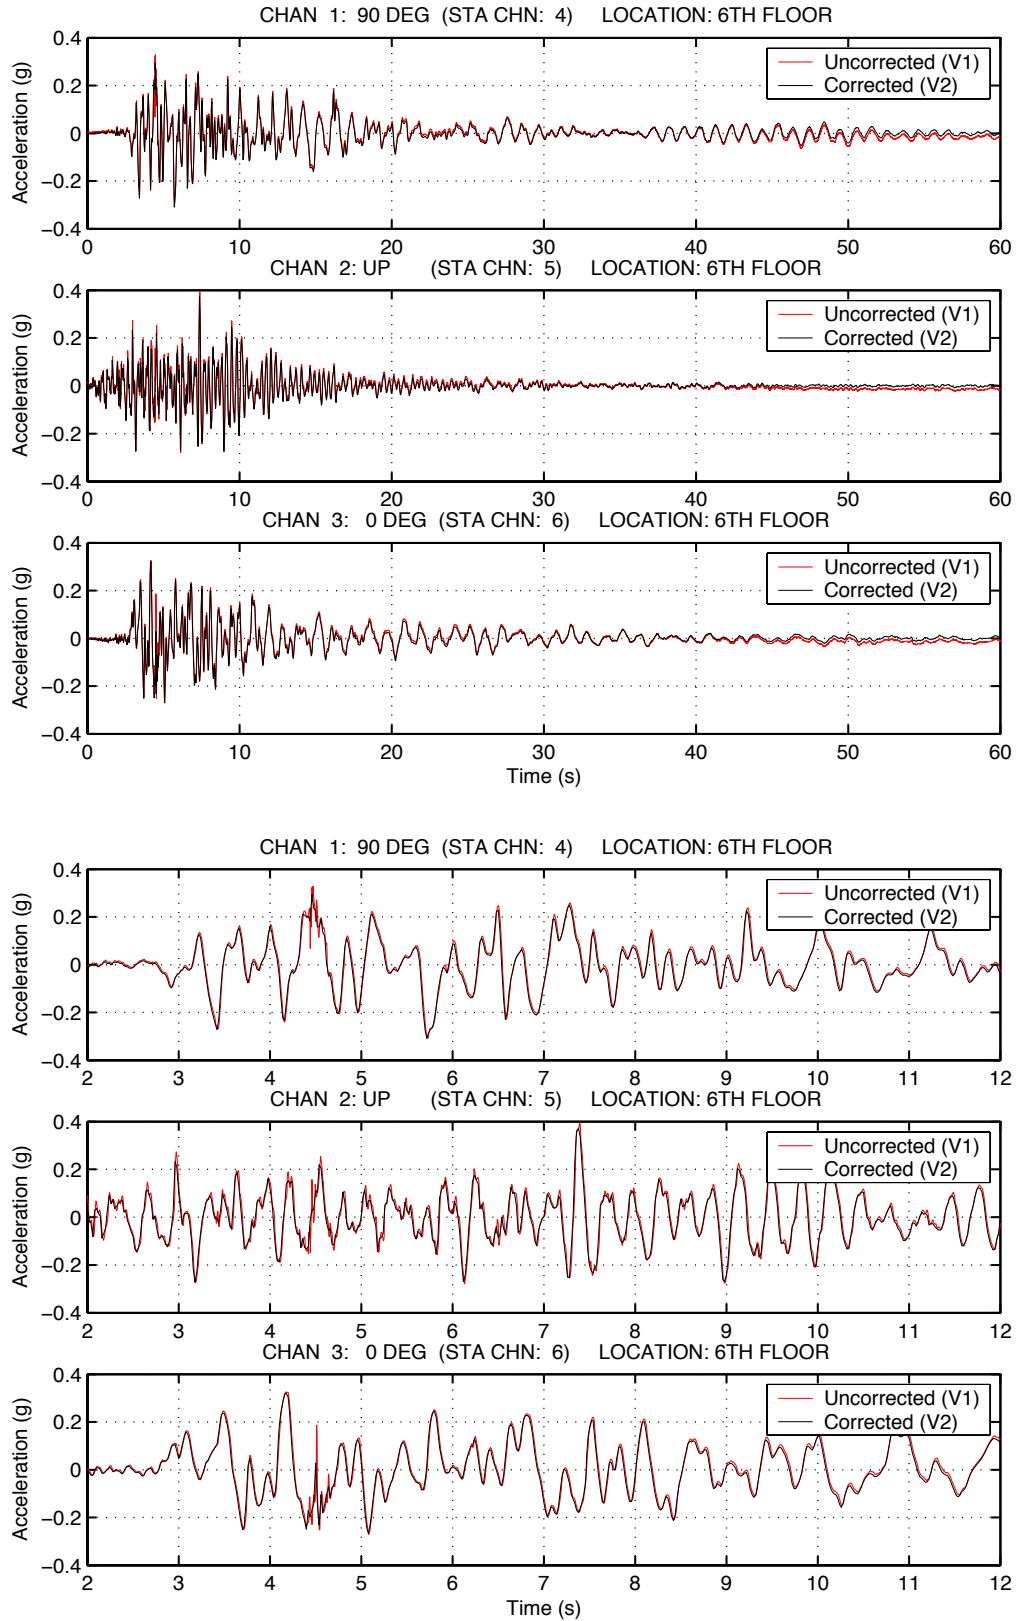 CHAN 1: 90 DEG (STA CHN: 4) LOCATION: 6TH FLOOR
Acceleration (g)
0.4
0.2
0
−0.2
−0.4
Uncorrected (V1)
Corrected (V2)
0 10 20 30 40 50 60
CHAN 2: UP (STA CHN: 5) LOCATION: 6TH FLOOR
Acceleration (g)
0.4
0.2
0
−0.2
−0.4
Uncorrected (V1)
Corrected (V2)
0 10 20 30 40 50 60
CHAN 3: 0 DEG (STA CHN: 6) LOCATION: 6TH FLOOR
Acceleration (g)
0.4
0.2
0
−0.2
−0.4
Uncorrected (V1)
Corrected (V2)
0 10 20 30 40 50 60
Time (s)
CHAN 1: 90 DEG (STA CHN: 4) LOCATION: 6TH FLOOR
Acceleration (g)
0.4
0.2
0
−0.2
−0.4
Uncorrected (V1)
Corrected (V2)
2 3 4 5 6 7 8 9 10 11 12
CHAN 2: UP (STA CHN: 5) LOCATION: 6TH FLOOR
Acceleration (g)
0.4
0.2
0
−0.2
−0.4
Uncorrected (V1)
Corrected (V2)
2 3 4 5 6 7 8 9 10 11 12
CHAN 3: 0 DEG (STA CHN: 6) LOCATION: 6TH FLOOR
Acceleration (g)
0.4
0.2
0
−0.2
−0.4
Uncorrected (V1)
Corrected (V2)
2 3 4 5 6 7 8 9 10 11 12
Time (s)